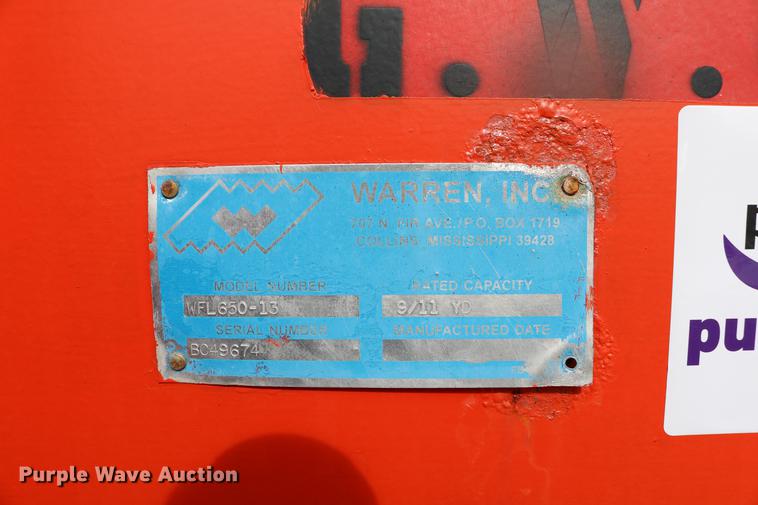 G.W.
WARREN, INC.
707 N. FIR AVE./P.O. BOX 1719
COLLINS, MISSISSIPPI 39428
MODEL NUMBER
RATED CAPACITY
WFL650-13
9/11 YD
SERIAL NUMBER
MANUFACTURED DATE
BC49674
pu
Purple Wave Auction